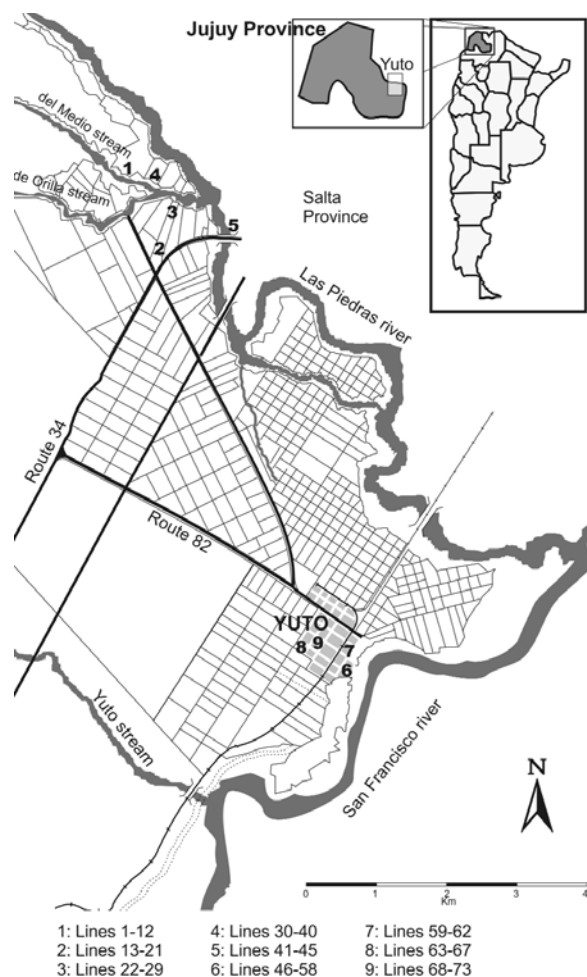 Jujuy Province
Yuto
del Medio stream
1
4
de Orilla stream
3
Salta
Province
5
2
Las Piedras river
Route 34
Route 82
YUTO
8
9
7
6
Yuto stream
San Francisco river
N
0 1 2 3 4
Km
1: Lines 1-12 4: Lines 30-40 7: Lines 59-62
2: Lines 13-21 5: Lines 41-45 8: Lines 63-67
3: Lines 22-29 6: Lines 46-58 9: Lines 68-73